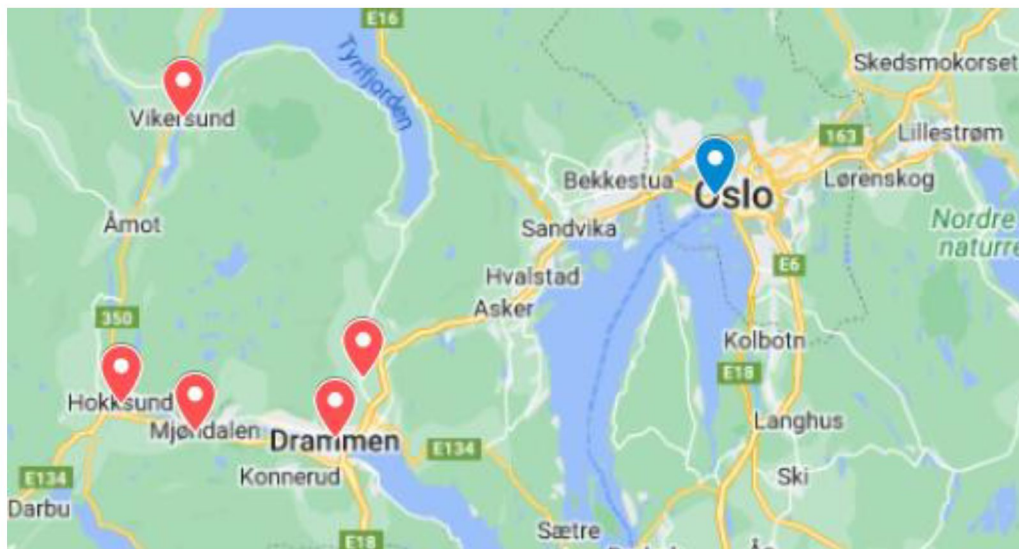 E16
Tyrifjorden
Skedsmokorset
Vikersund
163
Lillestrøm
Bekkestua
Lørenskog
Oslo
Åmot
Sandvika
Nordre
naturre
E6
Hvalstad
Asker
350
Kolbotn
E18
Hokksund
Mjøndalen
Drammen
Langhus
E134
Konnerud
E134
Ski
Darbu
Sætre
E18